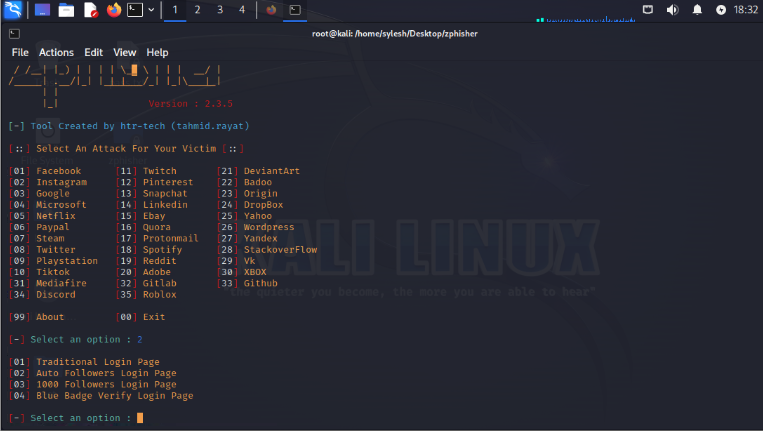 1 2 3 4
18:32
root@kali: /home/sylesh/Desktop/zphisher
File Actions Edit View Help
Version : 2.3.5
[-] Tool Created by htr-tech (tahmid.rayat)
[::] Select An Attack For Your Victim [::]
[01] Facebook [11] Twitch [21] DeviantArt
[02] Instagram [12] Pinterest [22] Badoo
[03] Google [13] Snapchat [23] Origin
[04] Microsoft [14] Linkedin [24] DropBox
[05] Netflix [15] Ebay [25] Yahoo
[06] Paypal [16] Quora [26] Wordpress
[07] Steam [17] Protonmail [27] Yandex
[08] Twitter [18] Spotify [28] StackoverFlow
[09] Playstation [19] Reddit [29] Vk
[10] Tiktok [20] Adobe [30] XBOX
[31] Mediafire [32] Gitlab [33] Github
[34] Discord [35] Roblox
KALI LINUX
"the quieter you become, the more you are able to hear"
[99] About [00] Exit
[-] Select an option : 2
[01] Traditional Login Page
[02] Auto Followers Login Page
[03] 1000 Followers Login Page
[04] Blue Badge Verify Login Page
[-] Select an option :